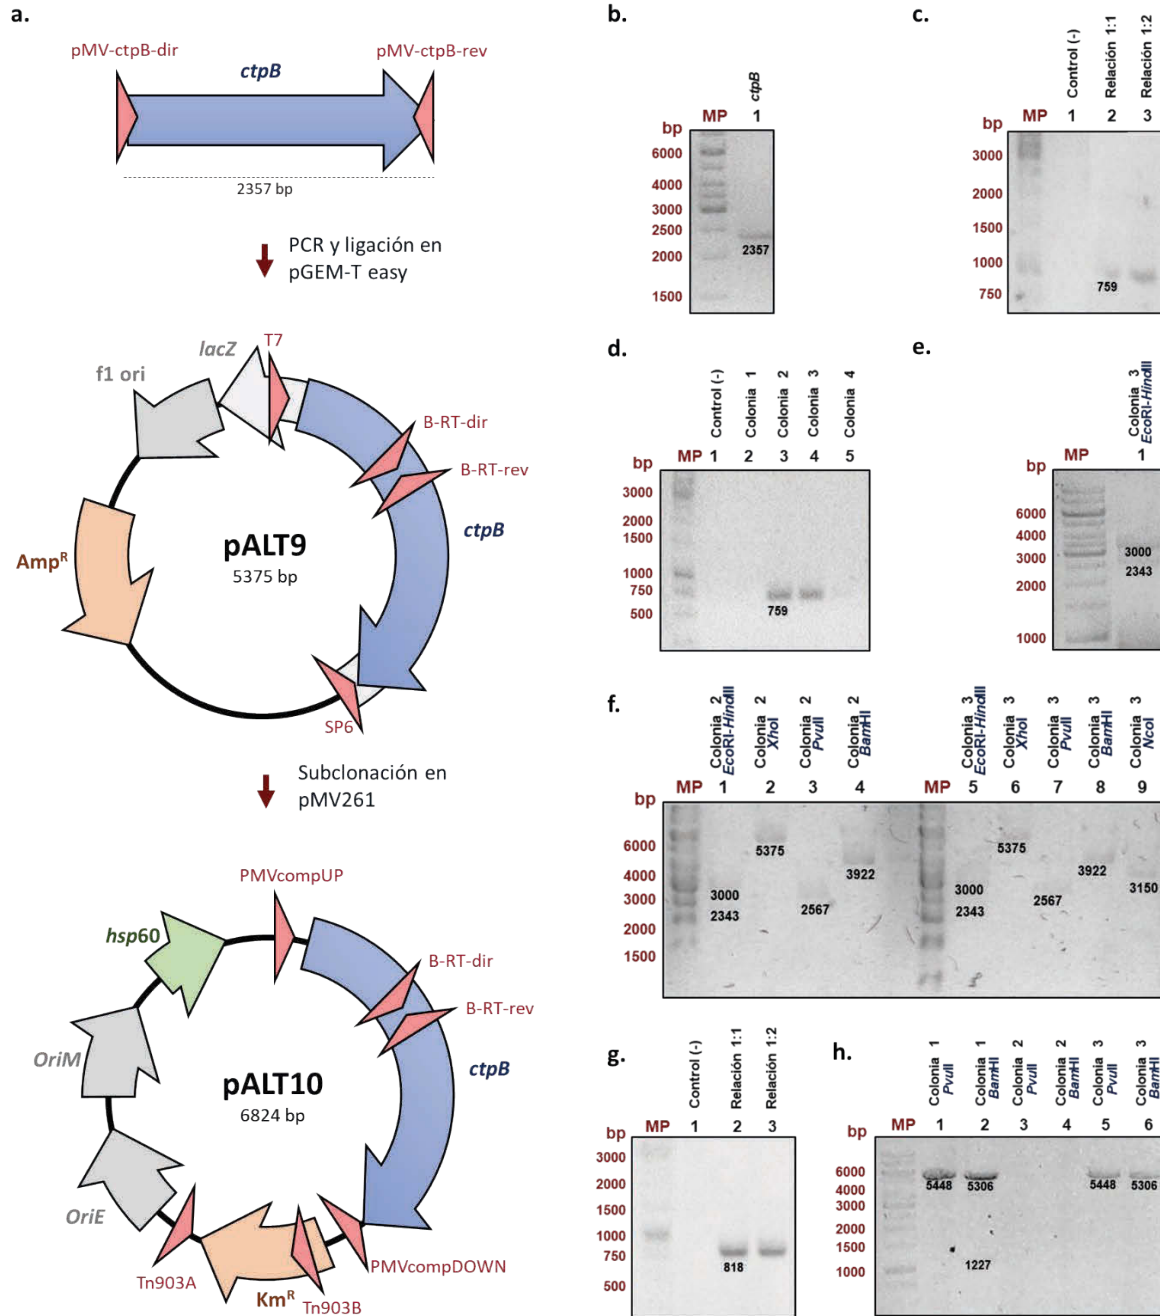 a.
pMV-ctpB-dir
pMV-ctpB-rev
ctpB
2357 bp
PCR y ligación en
pGEM-T easy
lacZ
T7
f1 ori
B-RT-dir
B-RT-rev
ctpB
pALT9
5375 bp
AmpR
SP6
Subclonación en
pMV261
PMVcompUP
hsp60
B-RT-dir
B-RT-rev
OriM
ctpB
pALT10
6824 bp
OriE
Tn903A
KmR
Tn903B
PMVcompDOWN
b.
ctpB
MP 1
bp
6000
4000
3000
2500
2357
2000
1500
c.
Control (-)
Relación 1:1
Relación 1:2
MP 1 2 3
bp
3000
2000
1500
1000
759
750
d.
Control (-)
Colonia 1
Colonia 2
Colonia 3
Colonia 4
MP 1 2 3 4 5
bp
3000
2000
1500
1000
750
759
500
e.
Colonia 3
EcoRI-HindIII
MP 1
bp
6000
4000
3000
3000
2343
2000
1000
f.
Colonia 2
EcoRI-HindIII
Colonia 2
XhoI
Colonia 2
PvuII
Colonia 2
BamHI
Colonia 3
EcoRI-HindIII
Colonia 3
XhoI
Colonia 3
PvuII
Colonia 3
BamHI
Colonia 3
NcoI
MP 1 2 3 4 MP 5 6 7 8 9
bp
6000
4000
3000
2000
1500
3000
2343
5375
2567
3922
3000
2343
5375
2567
3922
3150
g.
Control (-)
Relación 1:1
Relación 1:2
MP 1 2 3
bp
3000
2000
1500
1000
750
818
500
h.
Colonia 1
PvuII
Colonia 1
BamHI
Colonia 2
PvuII
Colonia 2
BamHI
Colonia 3
PvuII
Colonia 3
BamHI
MP 1 2 3 4 5 6
bp
6000
4000
3000
2000
1500
1000
5448
5306
1227
5448
5306